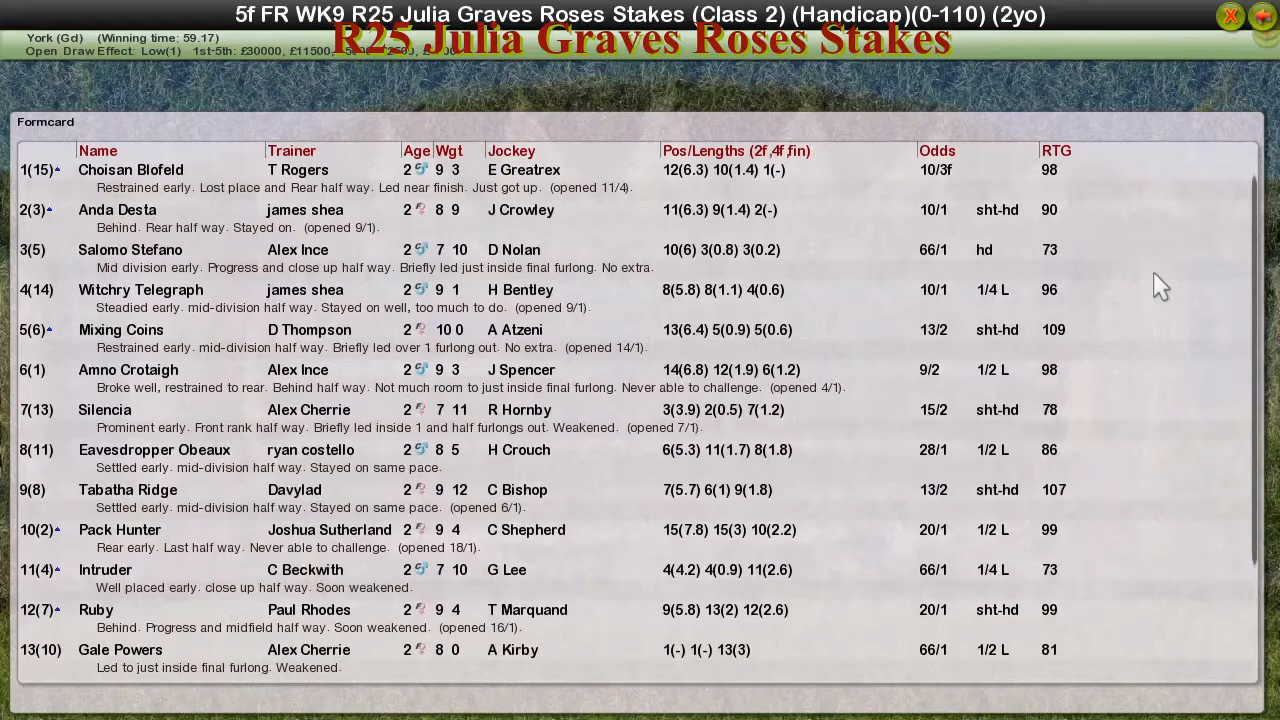 5f FR WK9 R25 Julia Graves Roses Stakes (Class 2) (Handicap)(0-110) (2yo)
R25 Julia Graves Roses Stakes
York (Gd) (Winning time: 59.17)
Open Draw Effect: Low(1) 1st-5th: £30000, £11500,
Formcard
Name Trainer Age Wgt Jockey Pos/Lengths (2f,4f,fin) Odds RTG
1(15) Choisan Blofeld T Rogers 2 9 3 E Greatrex 12(6.3) 10(1.4) 1(-) 10/3f 98
Restrained early. Lost place and Rear half way. Led near finish. Just got up. (opened 11/4).
2(3) Anda Desta james shea 2 8 9 J Crowley 11(6.3) 9(1.4) 2(-) 10/1 sht-hd 90
Behind. Rear half way. Stayed on. (opened 9/1).
3(5) Salomo Stefano Alex Ince 2 7 10 D Nolan 10(6) 3(0.8) 3(0.2) 66/1 hd 73
Mid division early. Progress and close up half way. Briefly led just inside final furlong. No extra.
4(14) Witchry Telegraph james shea 2 9 1 H Bentley 8(5.8) 8(1.1) 4(0.6) 10/1 1/4 L 96
Steadied early. mid-division half way. Stayed on well, too much to do. (opened 9/1).
5(6) Mixing Coins D Thompson 2 10 0 A Atzeni 13(6.4) 5(0.9) 5(0.6) 13/2 sht-hd 109
Restrained early. mid-division half way. Briefly led over 1 furlong out. No extra. (opened 14/1).
6(1) Amno Crotaigh Alex Ince 2 9 3 J Spencer 14(6.8) 12(1.9) 6(1.2) 9/2 1/2 L 98
Broke well, restrained to rear. Behind half way. Not much room to just inside final furlong. Never able to challenge. (opened 4/1).
7(13) Silencia Alex Cherrie 2 7 11 R Hornby 3(3.9) 2(0.5) 7(1.2) 15/2 sht-hd 78
Prominent early. Front rank half way. Briefly led inside 1 and half furlongs out. Weakened. (opened 7/1).
8(11) Eavesdropper Obeaux ryan costello 2 8 5 H Crouch 6(5.3) 11(1.7) 8(1.8) 28/1 1/2 L 86
Settled early. mid-division half way. Stayed on same pace.
9(8) Tabatha Ridge Davylad 2 9 12 C Bishop 7(5.7) 6(1) 9(1.8) 13/2 sht-hd 107
Settled early. mid-division half way. Stayed on same pace. (opened 6/1).
10(2) Pack Hunter Joshua Sutherland 2 9 4 C Shepherd 15(7.8) 15(3) 10(2.2) 20/1 1/2 L 99
Rear early. Last half way. Never able to challenge. (opened 18/1).
11(4) Intruder C Beckwith 2 7 10 G Lee 4(4.2) 4(0.9) 11(2.6) 66/1 1/4 L 73
Well placed early. close up half way. Soon weakened.
12(7) Ruby Paul Rhodes 2 9 4 T Marquand 9(5.8) 13(2) 12(2.6) 20/1 sht-hd 99
Behind. Progress and midfield half way. Soon weakened. (opened 16/1).
13(10) Gale Powers Alex Cherrie 2 8 0 A Kirby 1(-) 1(-) 13(3) 66/1 1/2 L 81
Led to just inside final furlong. Weakened.